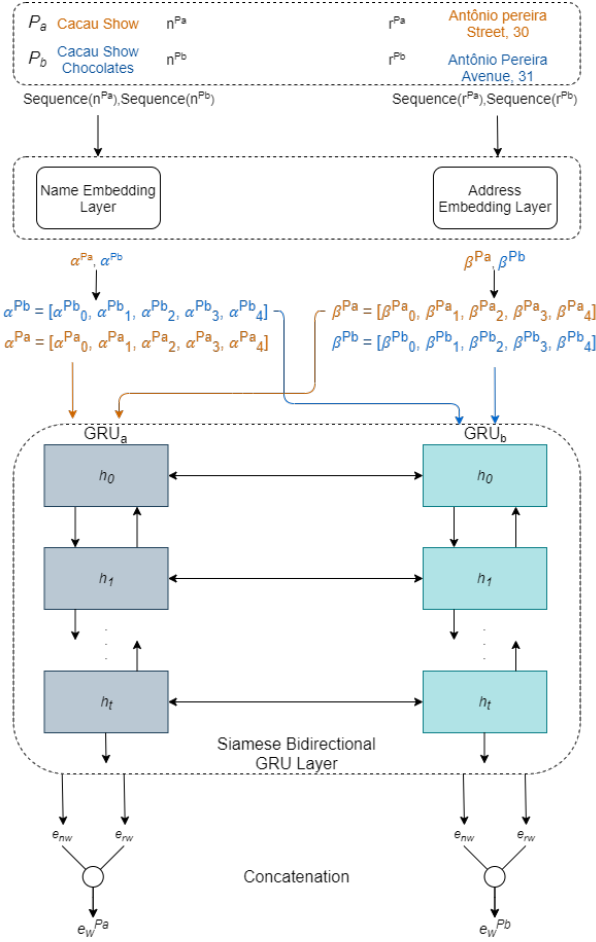 Pa Cacau Show nPa rPa Antônio pereira
Street, 30
Pb Cacau Show nPb rPb Antônio Pereira
Chocolates Avenue, 31
Sequence(nPa),Sequence(nPb) Sequence(rPa),Sequence(rPb)
Name Embedding Address
Layer Embedding Layer
αPa, αPb βPa, βPb
αPb = [αPb0, αPb1, αPb2, αPb3, αPb4] βPa = [βPa0, βPa1, βPa2, βPa3, βPa4]
αPa = [αPa0, αPa1, αPa2, αPa3, αPa4] βPb = [βPb0, βPb1, βPb2, βPb3, βPb4]
GRUa GRUb
h0 h0
h1 h1
ht ht
Siamese Bidirectional
GRU Layer
enw erw enw erw
Concatenation
ewPa ewPb